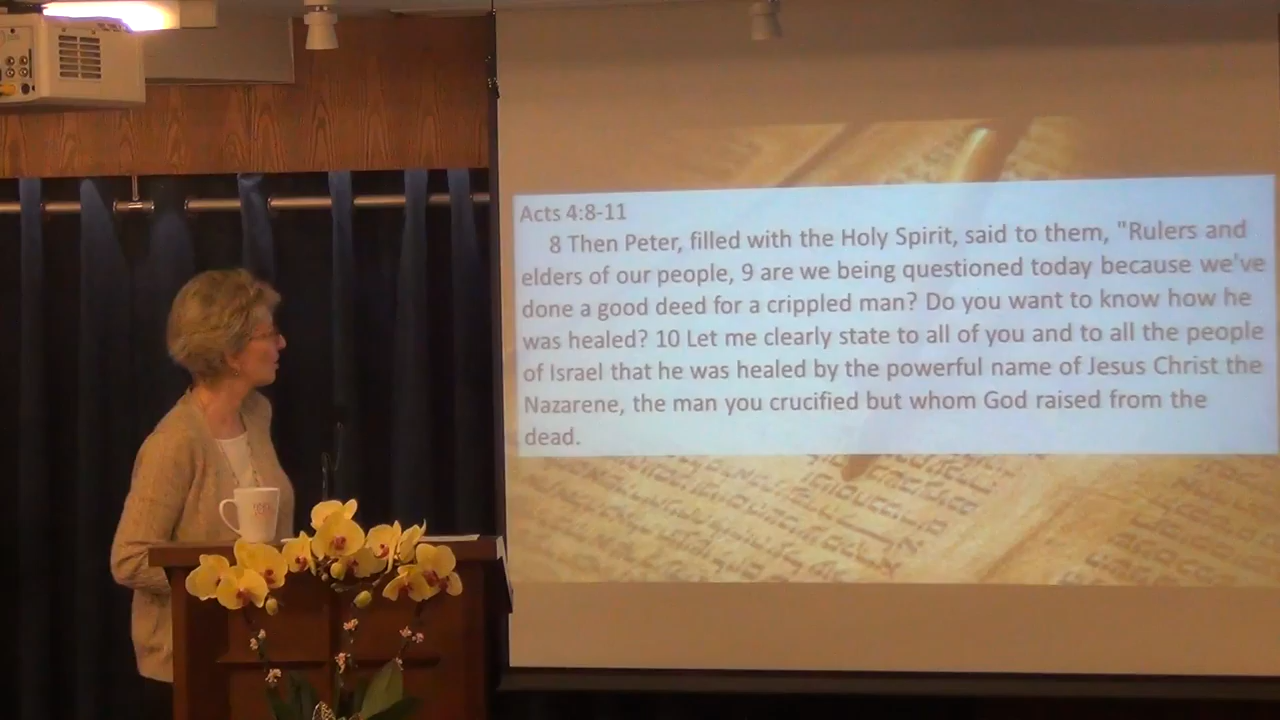 Acts 4:8-11
8 Then Peter, filled with the Holy Spirit, said to them, "Rulers and
elders of our people, 9 are we being questioned today because we've
done a good deed for a crippled man? Do you want to know how he
was healed? 10 Let me clearly state to all of you and to all the people
of Israel that he was healed by the powerful name of Jesus Christ the
Nazarene, the man you crucified but whom God raised from the
dead.